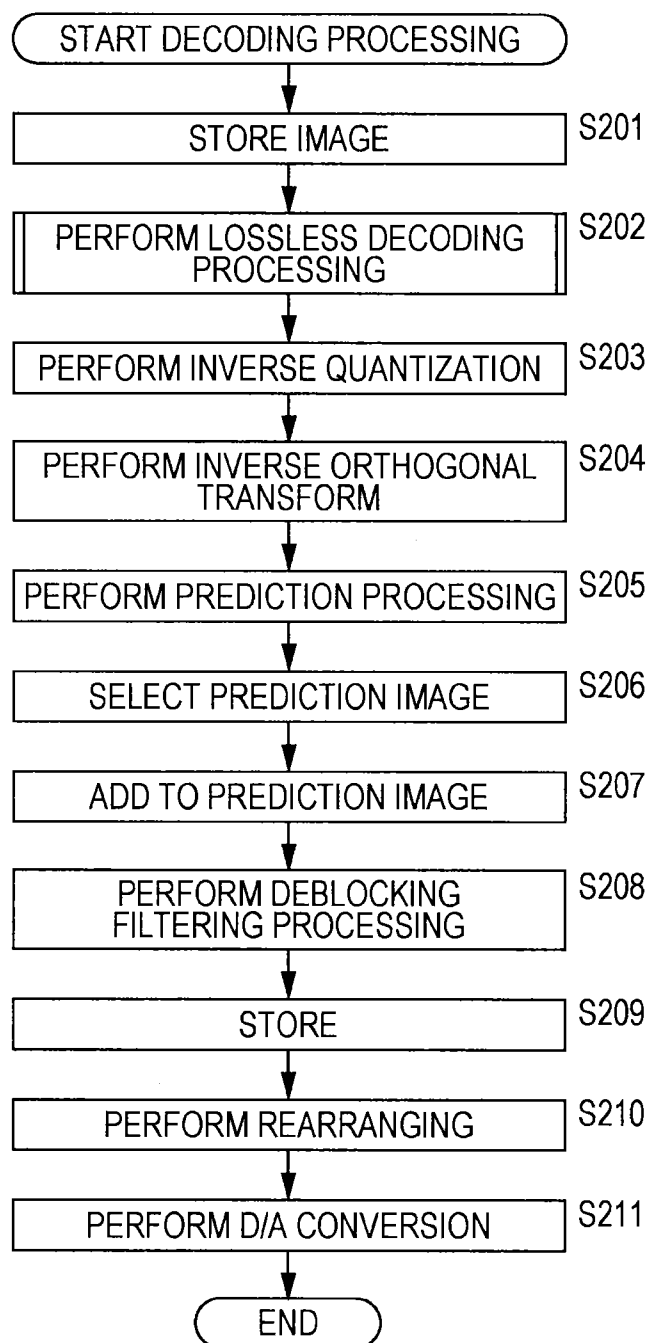 START DECODING PROCESSING
STORE IMAGE
S201
PERFORM LOSSLESS DECODING
PROCESSING
S202
PERFORM INVERSE QUANTIZATION
S203
PERFORM INVERSE ORTHOGONAL
TRANSFORM
S204
PERFORM PREDICTION PROCESSING
S205
SELECT PREDICTION IMAGE
S206
ADD TO PREDICTION IMAGE
S207
PERFORM DEBLOCKING
FILTERING PROCESSING
S208
STORE
S209
PERFORM REARRANGING
S210
PERFORM D/A CONVERSION
S211
END